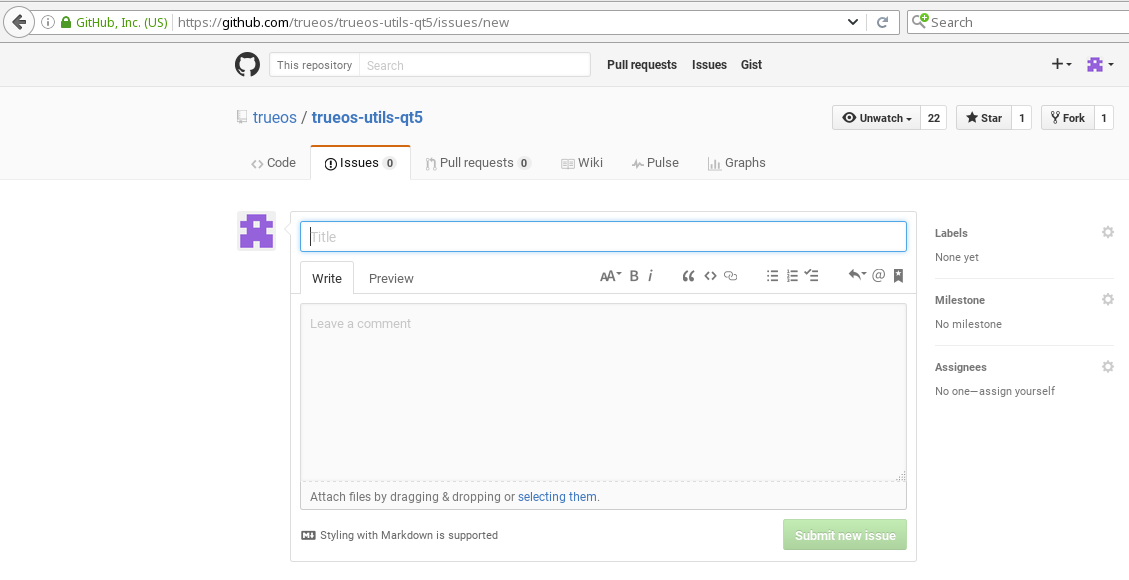 GitHub, Inc. (US) https://github.com/trueos/trueos-utils-qt5/issues/new Search
This repository Search Pull requests Issues Gist
trueos / trueos-utils-qt5 Unwatch 22 Star 1 Fork 1
Code Issues 0 Pull requests 0 Wiki Pulse Graphs
Title
Labels
None yet
Write Preview AA B i @
Milestone
No milestone
Leave a comment
Assignees
No one—assign yourself
Attach files by dragging & dropping or selecting them.
Styling with Markdown is supported Submit new issue